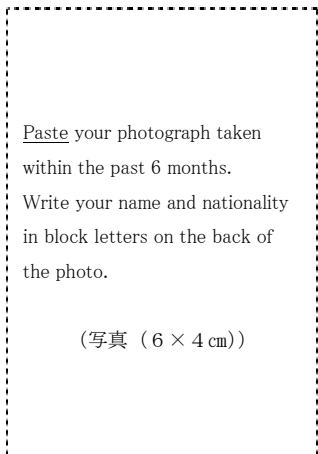 Paste your photograph taken
within the past 6 months.
Write your name and nationality
in block letters on the back of
the photo.
（写真（６×４㎝））